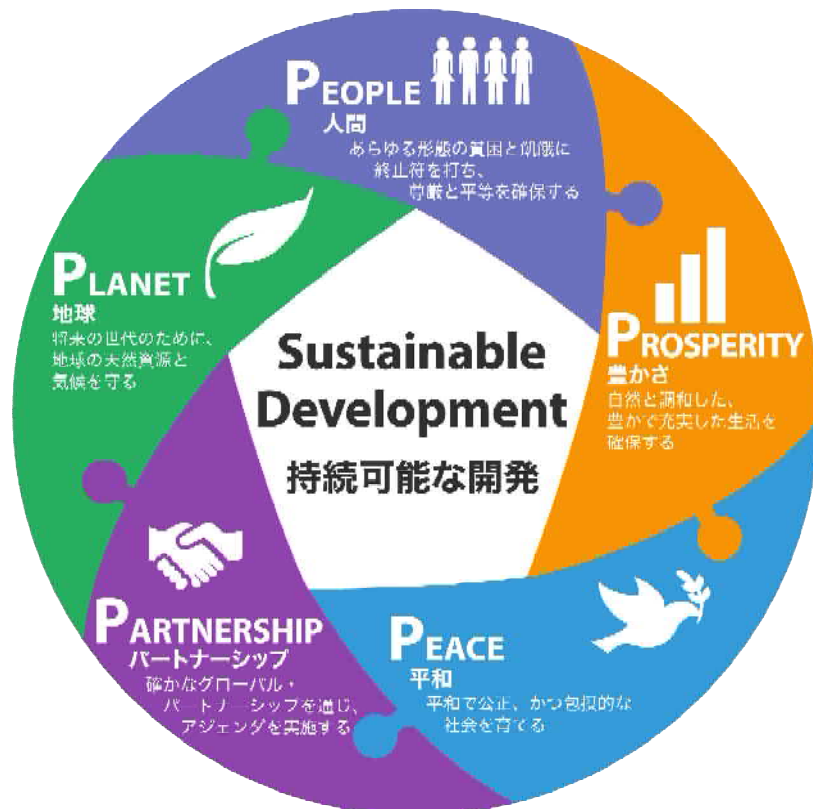 PEOPLE
人間
あらゆる形態の貧困と飢餓に
終止符を打ち、
尊厳と平等を確保する
PROSPERITY
豊かさ
自然と調和した、
豊かで充実した生活を
確保する
PEACE
平和
平和で公正、かつ包摂的な
社会を育てる
PARTNERSHIP
パートナーシップ
確かなグローバル・
パートナーシップを通じ、
アジェンダを実施する
PLANET
地球
将来の世代のために、
地球の天然資源と
気候を守る
Sustainable
Development
持続可能な開発